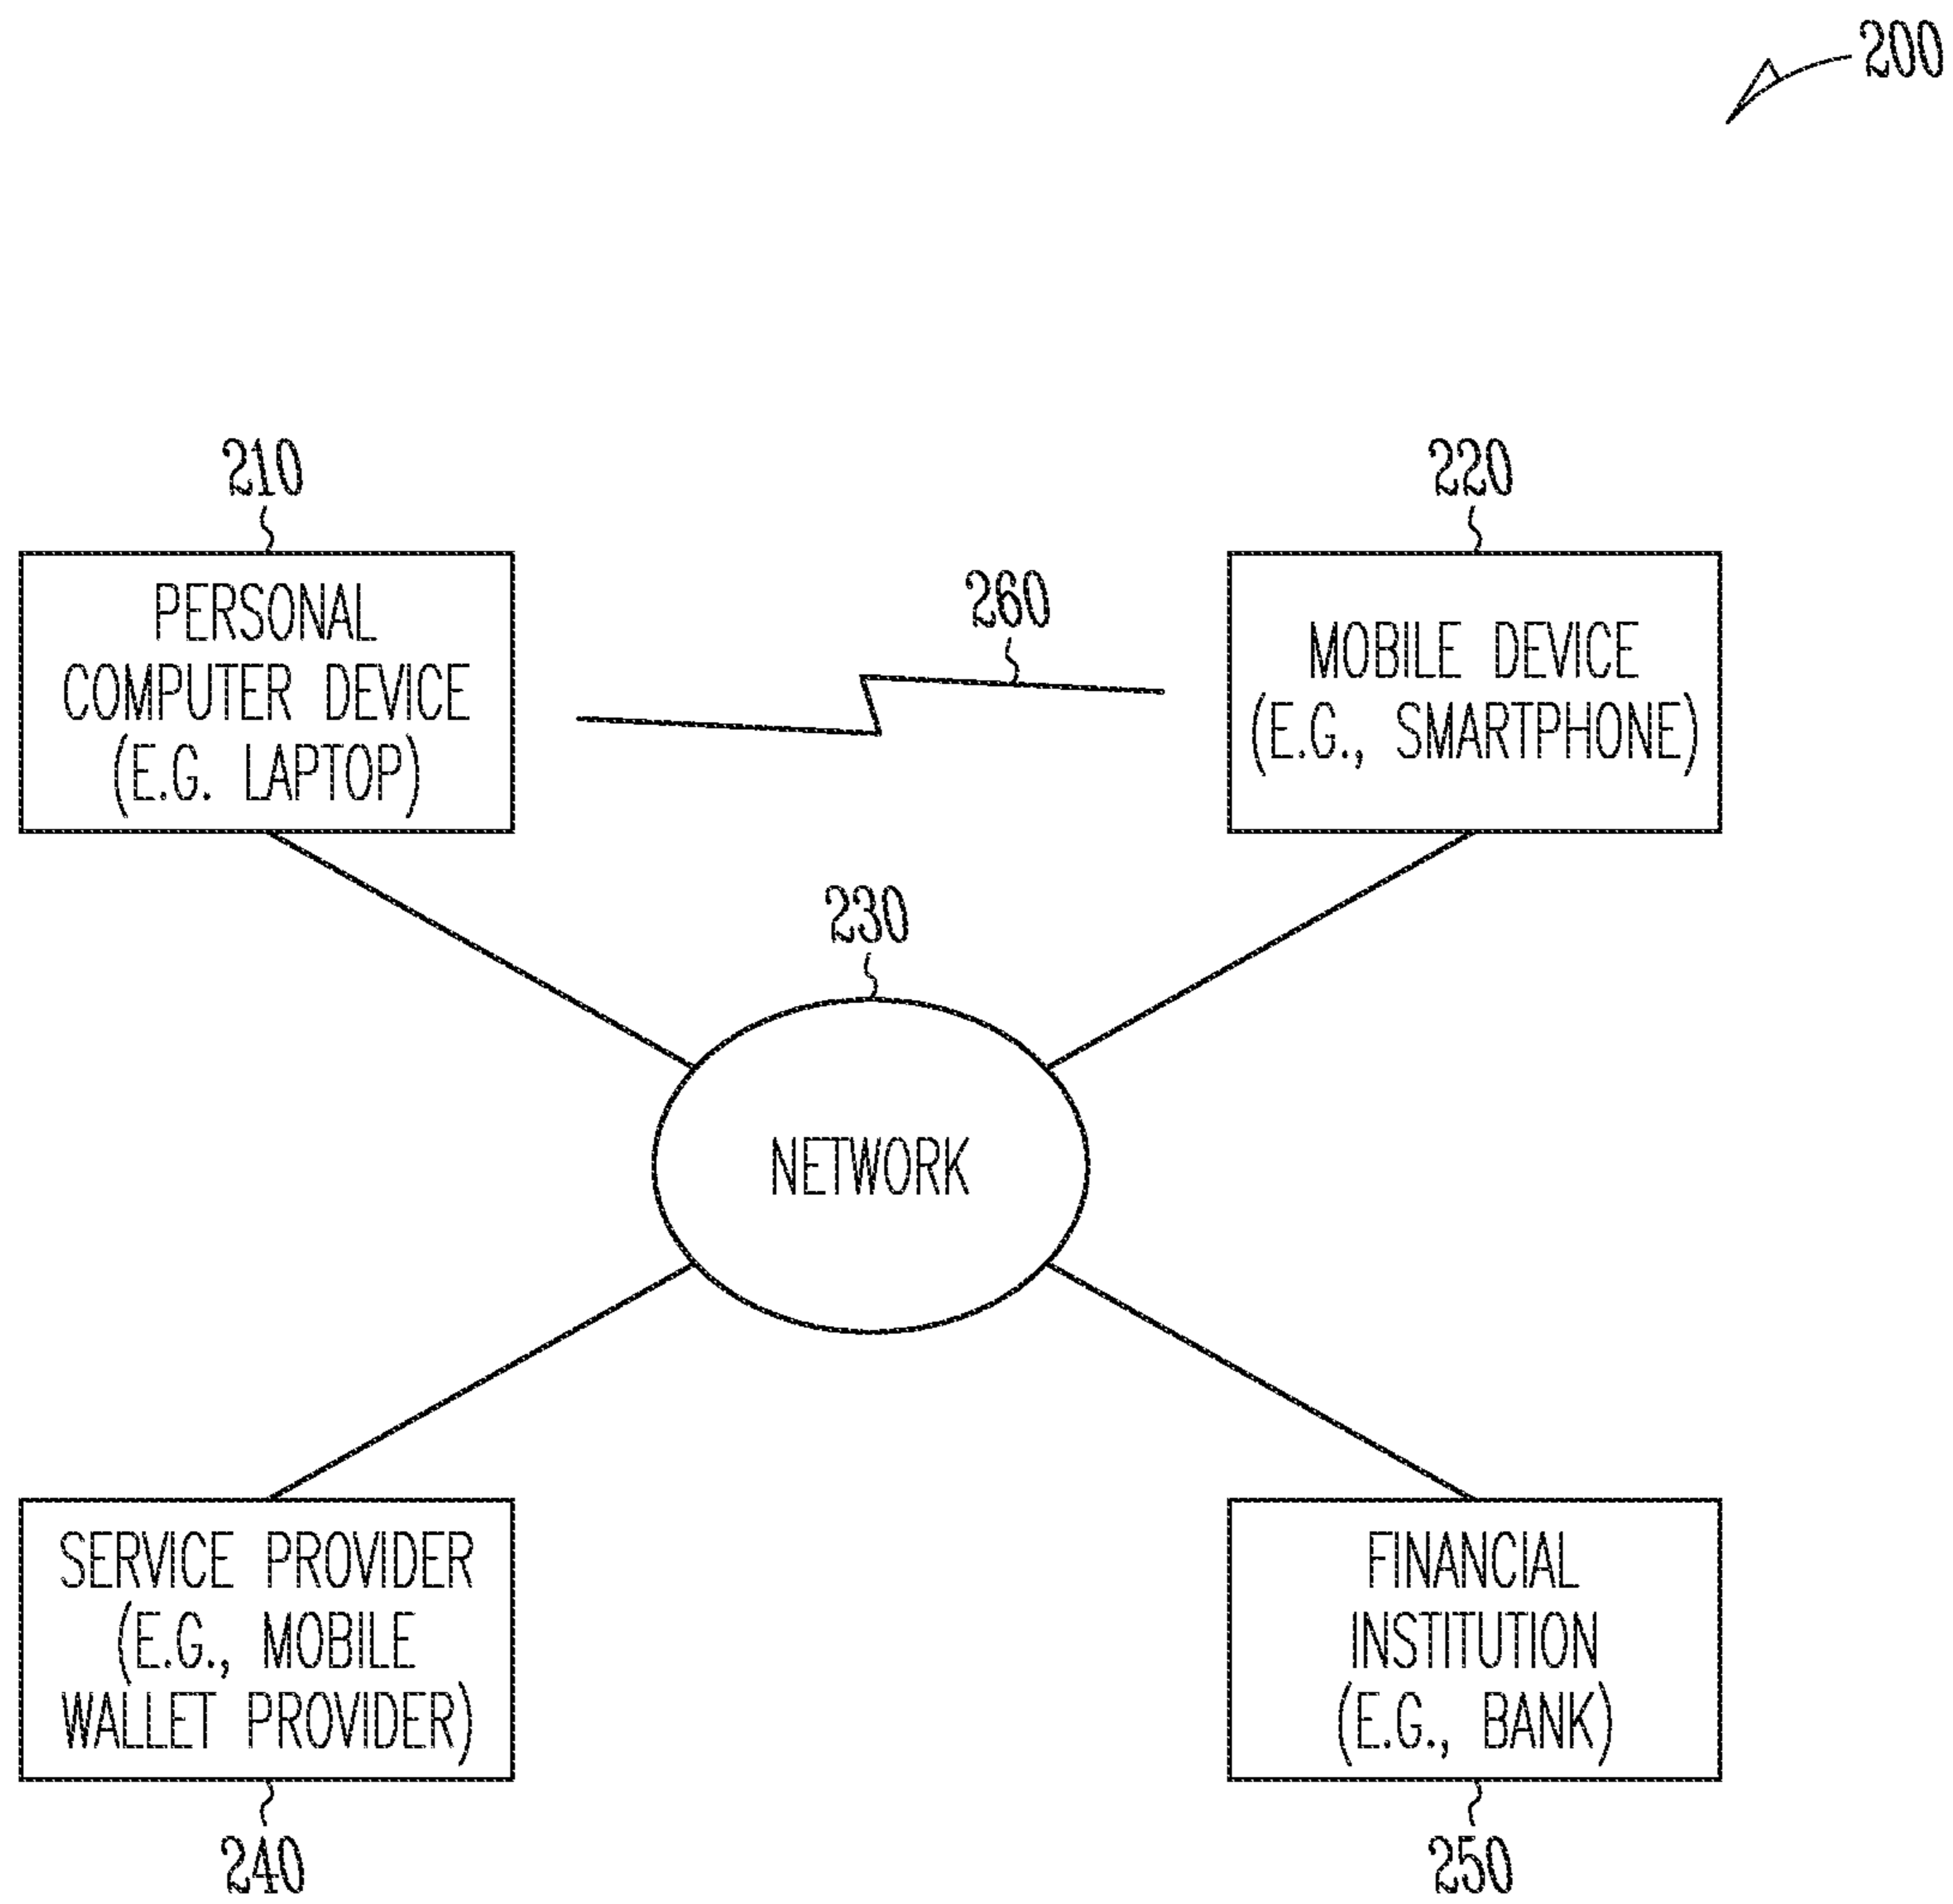 200
210
PERSONAL
COMPUTER DEVICE
(E.G. LAPTOP)
260
220
MOBILE DEVICE
(E.G., SMARTPHONE)
230
NETWORK
SERVICE PROVIDER
(E.G., MOBILE
WALLET PROVIDER)
240
FINANCIAL
INSTITUTION
(E.G., BANK)
250